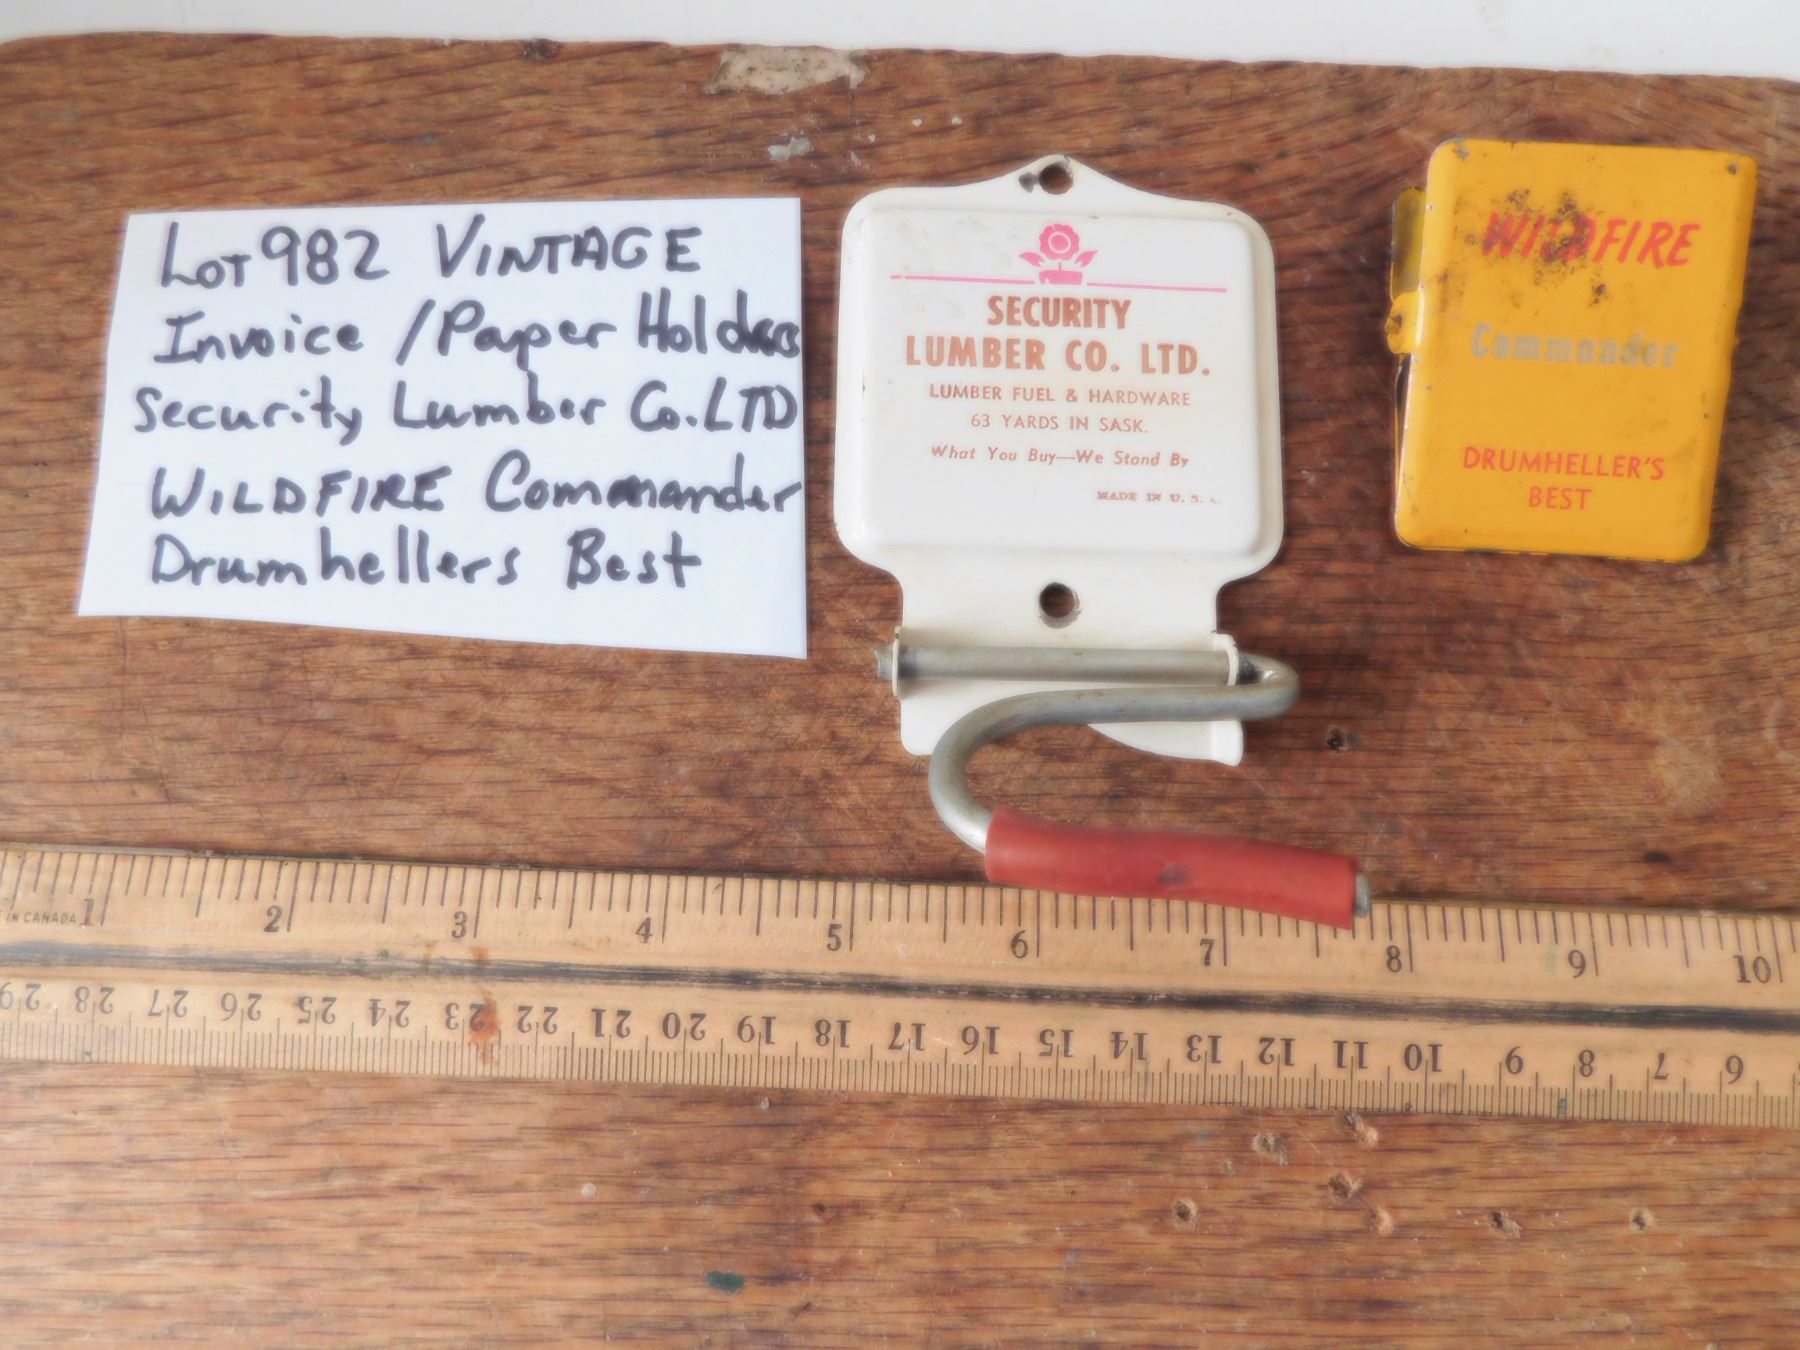 Lot 982 VINTAGE
Invoice / Paper Holders
Security Lumber Co. LTD
WILDFIRE Commander
Drumhellers Best
SECURITY
LUMBER CO. LTD.
LUMBER FUEL & HARDWARE
63 YARDS IN SASK.
What You Buy—We Stand By
MADE IN U. S. A.
WILDFIRE
Commander
DRUMHELLER'S
BEST
IN CANADA 1 2 3 4 5 6 7 8 9 10
29 28 27 26 25 24 23 22 21 20 19 18 17 16 15 14 13 12 11 10 9 8 7 6